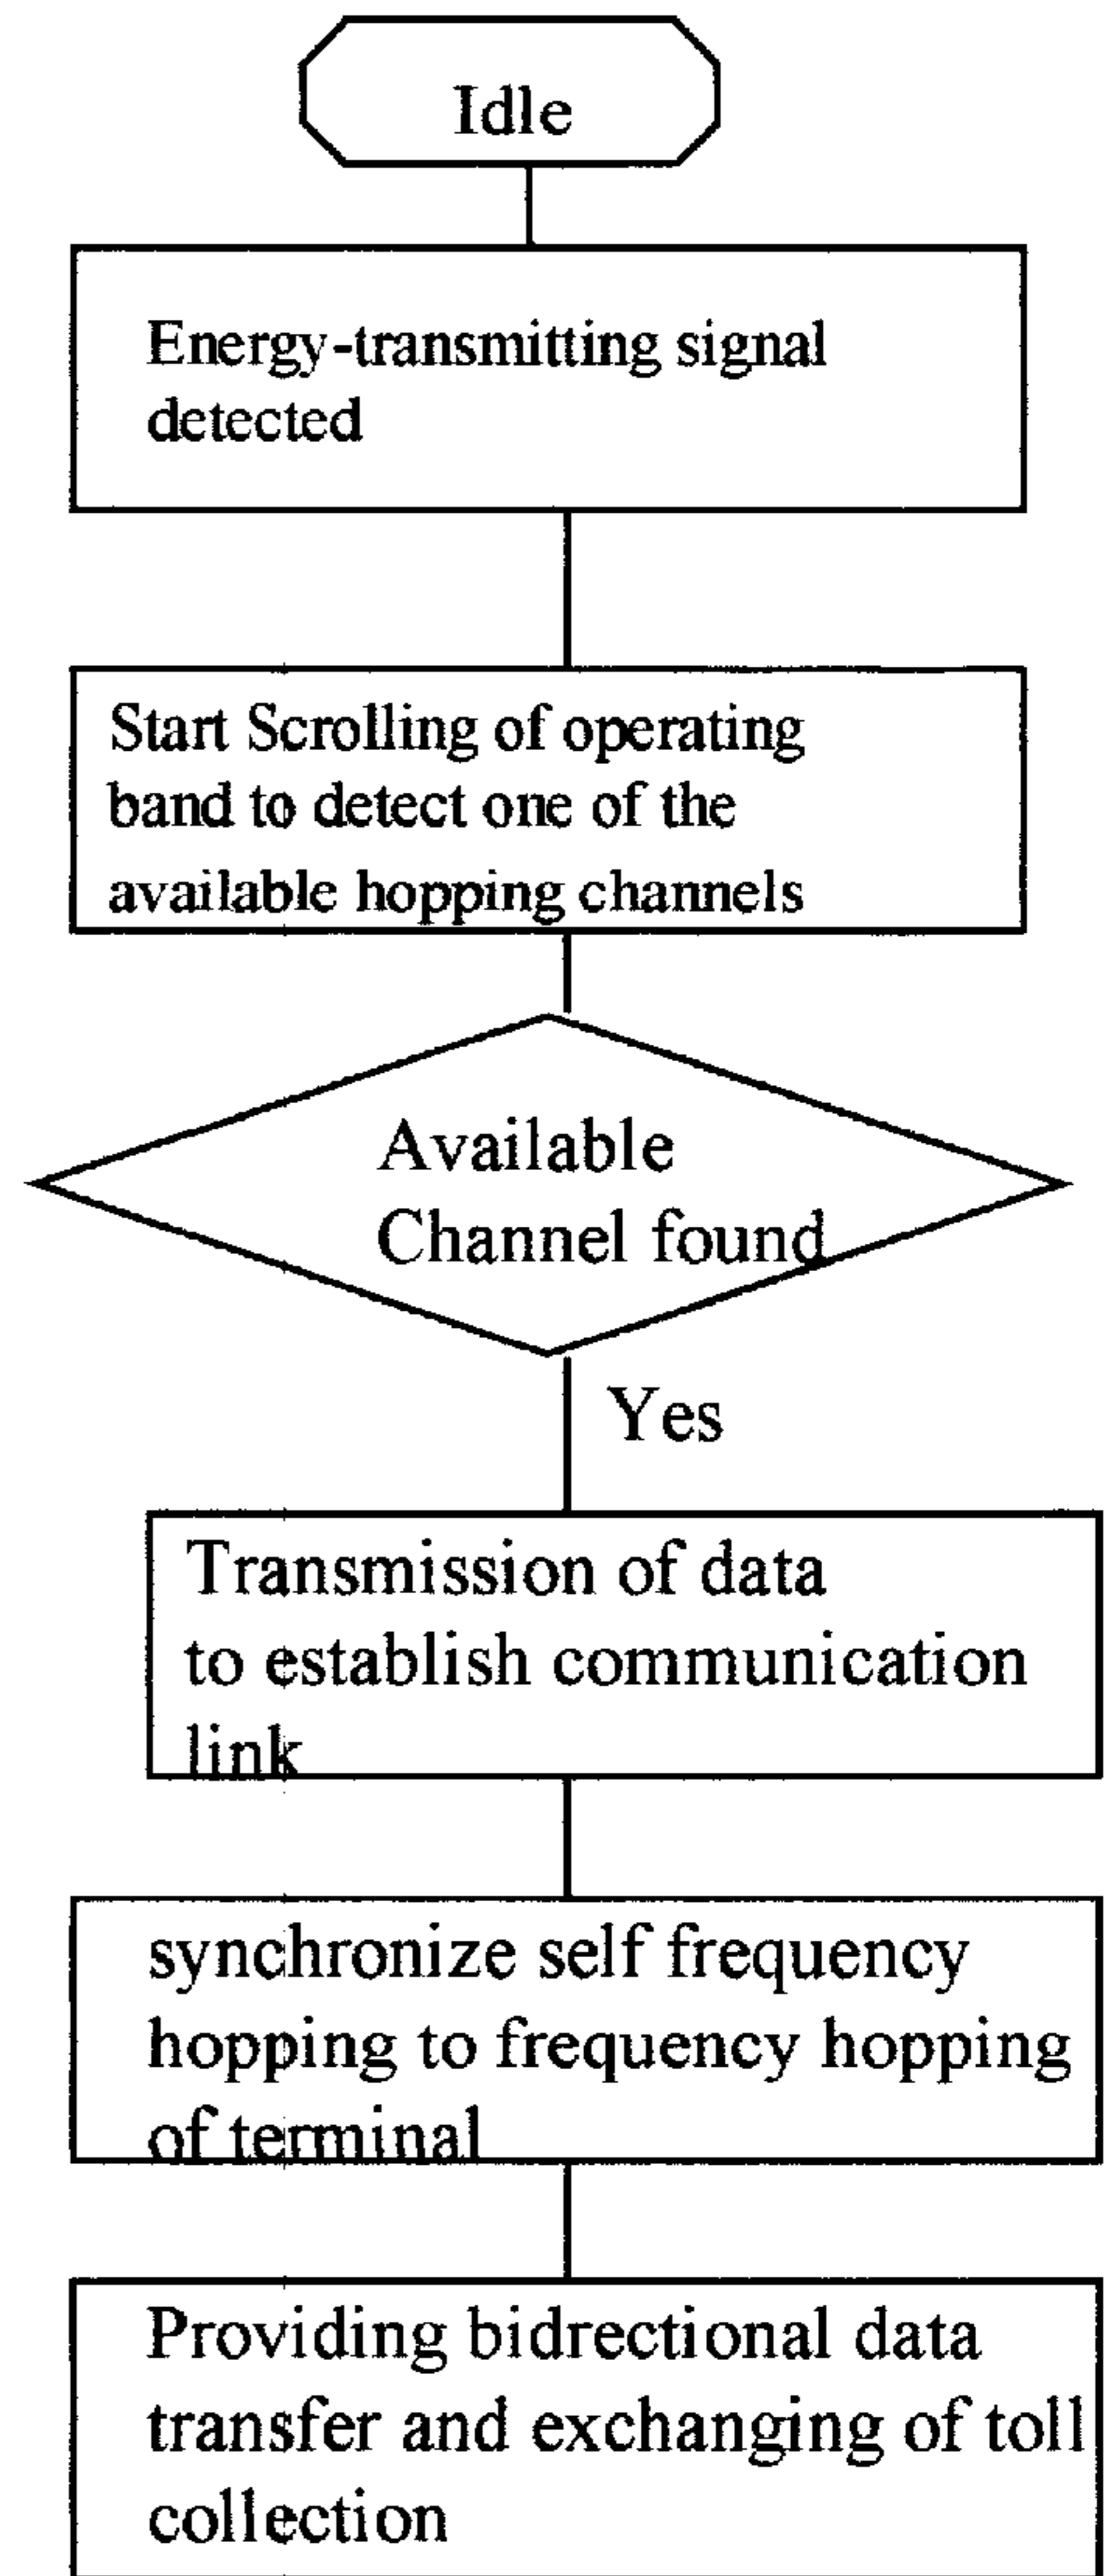 Idle
Energy-transmitting signal
detected
Start Scrolling of operating
band to detect one of the
available hopping channels
Available
Channel found
Yes
Transmission of data
to establish communication
link
synchronize self frequency
hopping to frequency hopping
of terminal
Providing bidrectional data
transfer and exchanging of toll
collection